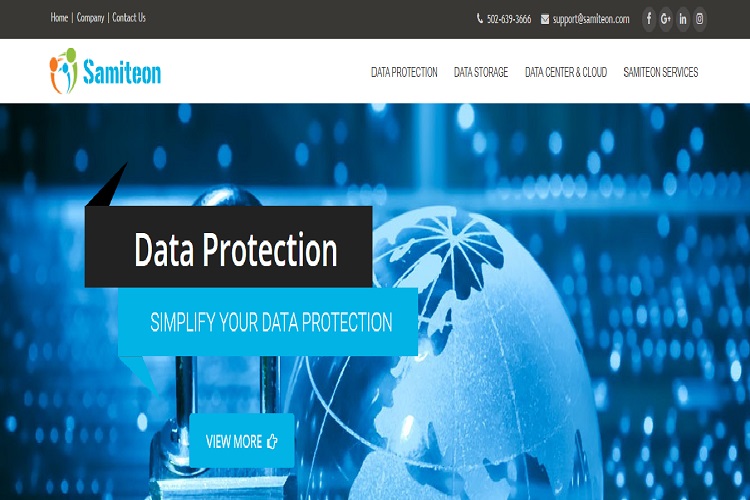 Home | Company | Contact Us
502-639-3666 support@samiteon.com
Samiteon
DATA PROTECTION DATA STORAGE DATA CENTER & CLOUD SAMITEON SERVICES
Data Protection
SIMPLIFY YOUR DATA PROTECTION
VIEW MORE